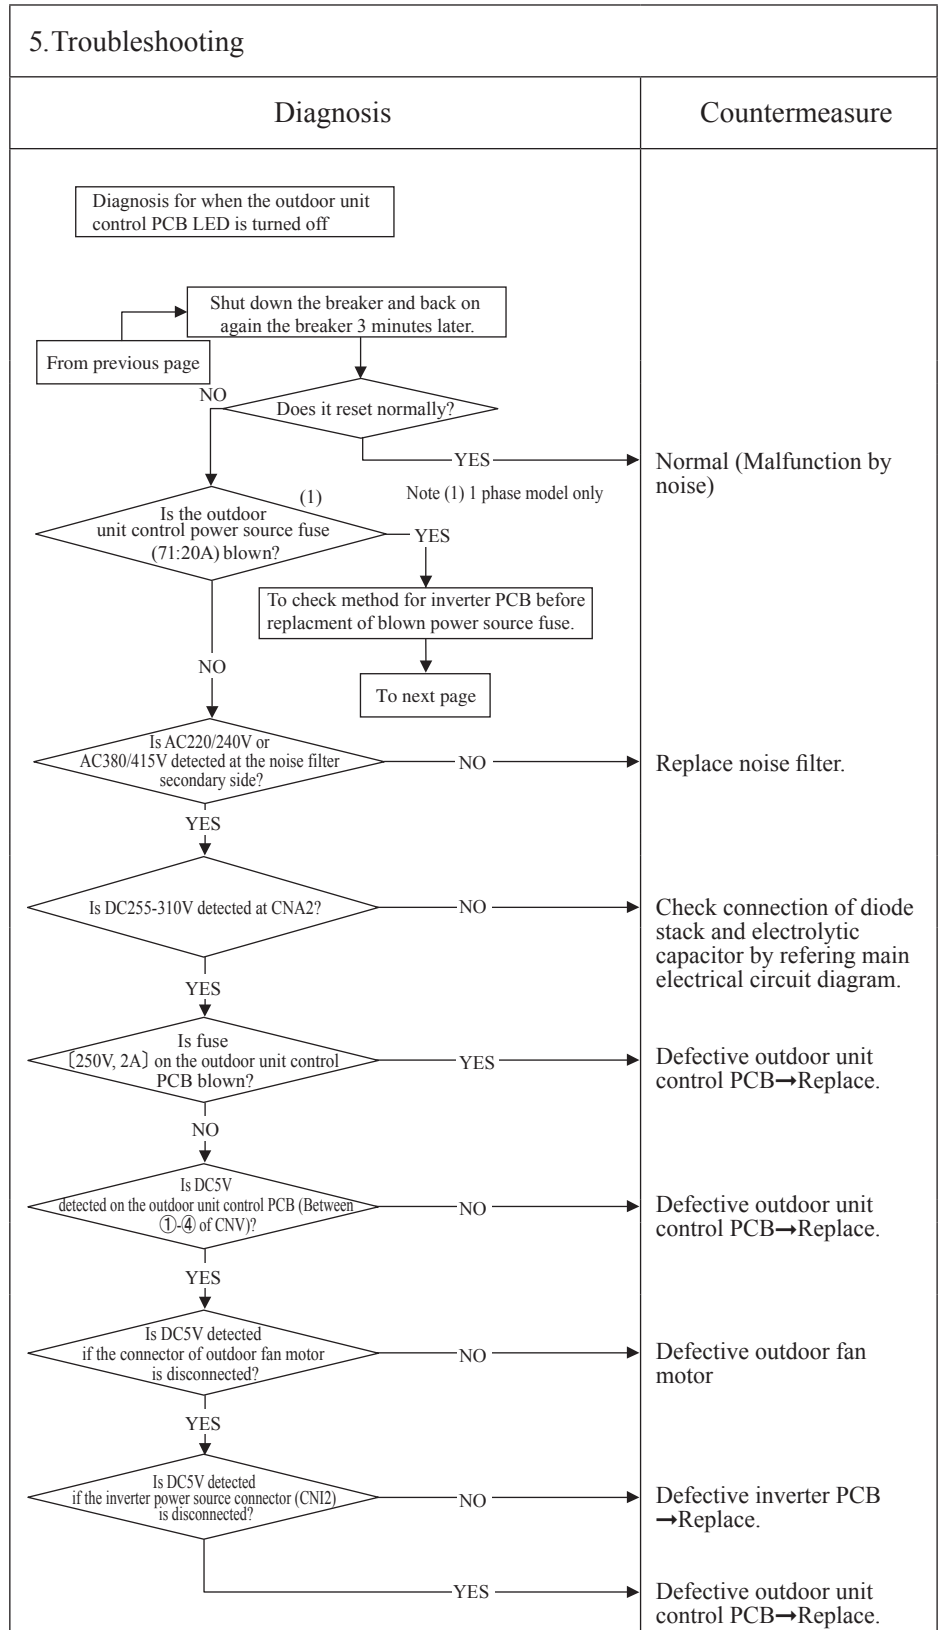 5.Troubleshooting
Diagnosis
Countermeasure
Diagnosis for when the outdoor unit
control PCB LED is turned off
Shut down the breaker and back on
again the breaker 3 minutes later.
From previous page
NO
Does it reset normally?
YES
Normal (Malfunction by
noise)
Note (1) 1 phase model only
(1)
Is the outdoor
unit control power source fuse
(71:20A) blown?
YES
To check method for inverter PCB before
replacment of blown power source fuse.
NO
To next page
Is AC220/240V or
AC380/415V detected at the noise filter
secondary side?
NO
Replace noise filter.
YES
Is DC255-310V detected at CNA2?
NO
Check connection of diode
stack and electrolytic
capacitor by refering main
electrical circuit diagram.
YES
Is fuse
〔250V, 2A〕 on the outdoor unit control
PCB blown?
YES
Defective outdoor unit
control PCB→Replace.
NO
Is DC5V
detected on the outdoor unit control PCB (Between
①-④ of CNV)?
NO
Defective outdoor unit
control PCB→Replace.
YES
Is DC5V detected
if the connector of outdoor fan motor
is disconnected?
NO
Defective outdoor fan
motor
YES
Is DC5V detected
if the inverter power source connector (CNI2)
is disconnected?
NO
Defective inverter PCB
→Replace.
YES
Defective outdoor unit
control PCB→Replace.